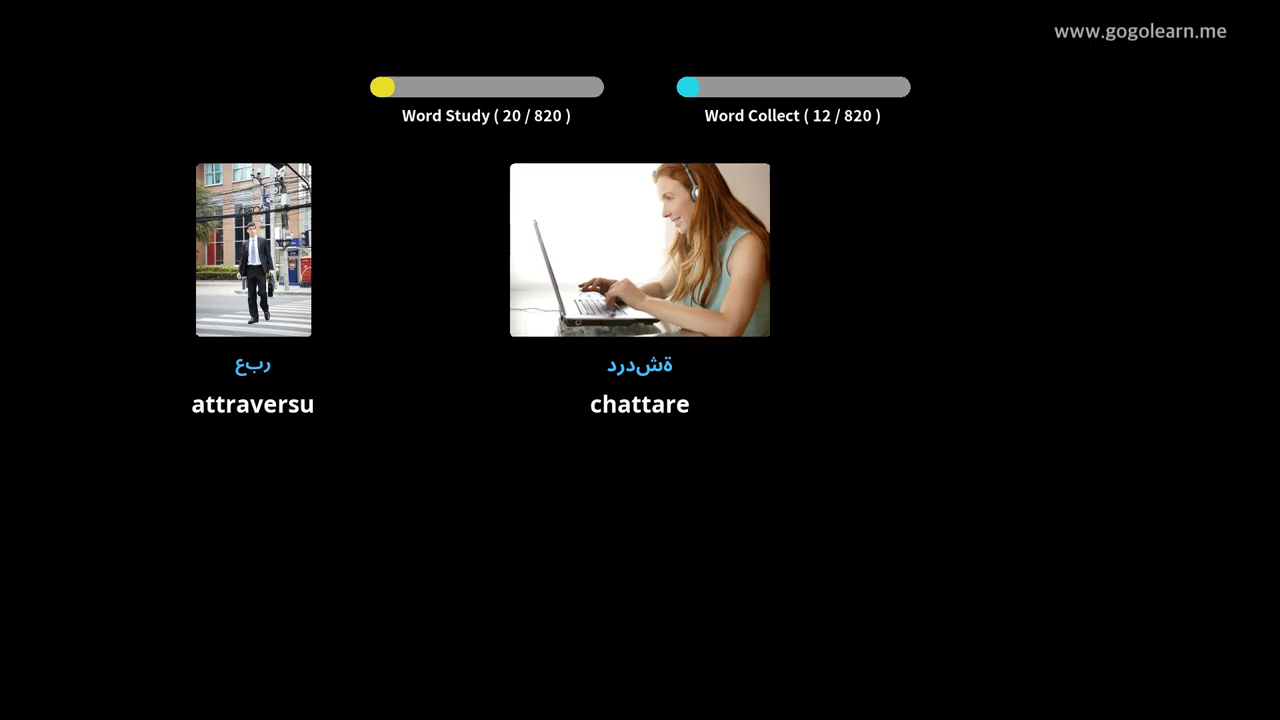 www.gogolearn.me
Word Study ( 20 / 820 )
Word Collect ( 12 / 820 )
ربع
attraversu
ةشدرد
chattare